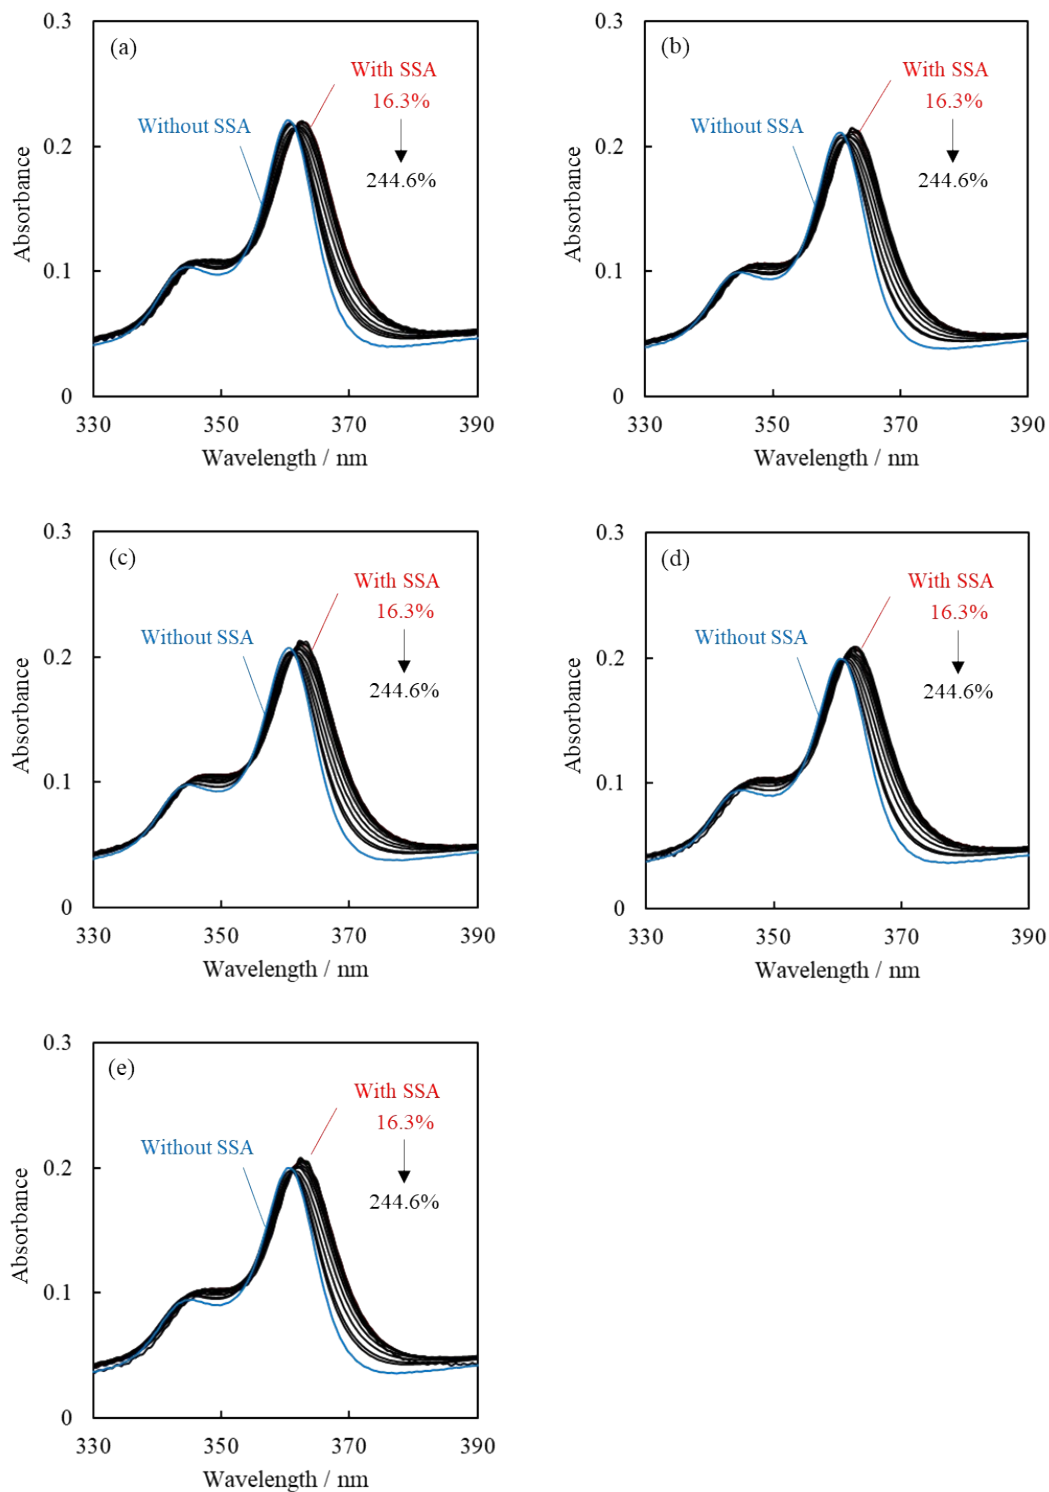 (a)
0.3
0.2
0.1
0
Absorbance
With SSA
16.3%
Without SSA
244.6%
330
350
370
390
Wavelength / nm
(b)
0.3
0.2
0.1
0
Absorbance
With SSA
16.3%
Without SSA
244.6%
330
350
370
390
Wavelength / nm
(c)
0.3
0.2
0.1
0
Absorbance
With SSA
16.3%
Without SSA
244.6%
330
350
370
390
Wavelength / nm
(d)
0.3
0.2
0.1
0
Absorbance
With SSA
16.3%
Without SSA
244.6%
330
350
370
390
Wavelength / nm
(e)
0.3
0.2
0.1
0
Absorbance
With SSA
16.3%
Without SSA
244.6%
330
350
370
390
Wavelength / nm